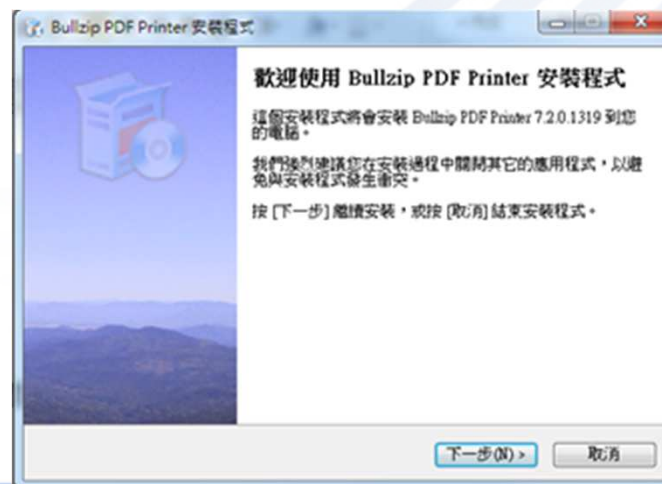 Bullzip PDF Printer 安裝程式
歡迎使用 Bullzip PDF Printer 安裝程式
這個安裝程式將會安裝 Bullzip PDF Printer 7.2.0.1319 到您
的電腦。
我們強烈建議您在安裝過程中關閉其它的應用程式，以避
免與安裝程式發生衝突。
按 [下一步] 繼續安裝，或按 [取消] 結束安裝程式。
下一步(N) >
取消